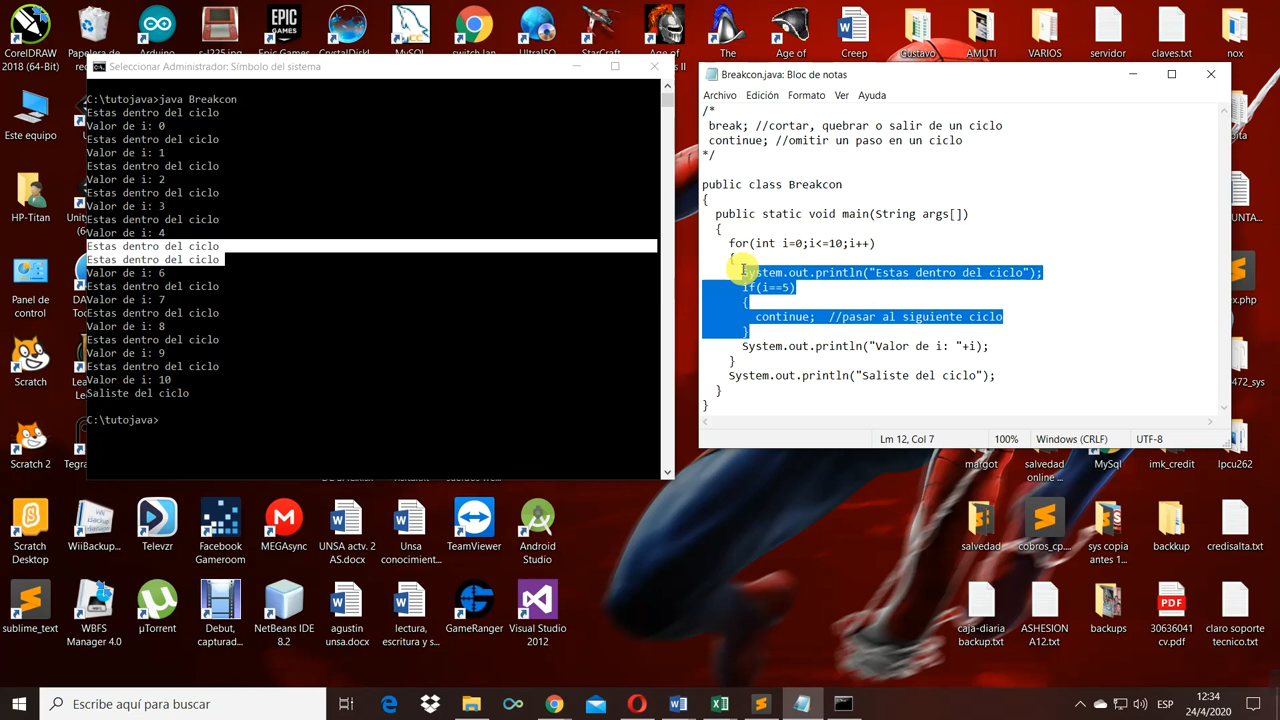 CorelDRAW
2018 (64-Bit)
Papelera de
Arduino
s-l225.jpg
Epic Games
CrystalDiskI...
MySQL
switch lan
UltraISO
StarCraft
Age of
The
Age of
Creep
Gustavo
AMUTI
VARIOS
servidor
claves.txt
nox
Seleccionar Administrador: Símbolo del sistema
C:\tutojava>java Breakcon
Estas dentro del ciclo
Valor de i: 0
Estas dentro del ciclo
Valor de i: 1
Estas dentro del ciclo
Valor de i: 2
Estas dentro del ciclo
Valor de i: 3
Estas dentro del ciclo
Valor de i: 4
Estas dentro del ciclo
Estas dentro del ciclo
Valor de i: 6
Estas dentro del ciclo
Valor de i: 7
Estas dentro del ciclo
Valor de i: 8
Estas dentro del ciclo
Valor de i: 9
Estas dentro del ciclo
Valor de i: 10
Saliste del ciclo
C:\tutojava>
Breakcon.java: Bloc de notas
Archivo Edición Formato Ver Ayuda
/*
break; //cortar, quebrar o salir de un ciclo
continue; //omitir un paso en un ciclo
*/
public class Breakcon
{
public static void main(String args[])
{
for(int i=0;i<=10;i++)
{
System.out.println("Estas dentro del ciclo");
if(i==5)
{
continue; //pasar al siguiente ciclo
}
System.out.println("Valor de i: "+i);
}
System.out.println("Saliste del ciclo");
}
}
Lm 12, Col 7 100% Windows (CRLF) UTF-8
Este equipo
HP-Titan
Panel de
control
Scratch
Scratch 2
margot
salvedad
online ...
MySql
imk_credit
lpcu262
Scratch
Desktop
WiiBackup...
Televzr
Facebook
Gameroom
MEGAsync
UNSA actv. 2
AS.docx
Unsa
conocimient...
TeamViewer
Android
Studio
salvedad
cobros_cp....
sys copia
antes 1...
backkup
credisalta.txt
sublime_text
WBFS
Manager 4.0
µTorrent
Debut,
capturad...
NetBeans IDE
8.2
agustin
unsa.docx
lectura,
escritura y s...
GameRanger
Visual Studio
2012
caja-diaria
backup.txt
ASHESION
A12.txt
backups
30636041
cv.pdf
claro soporte
tecnico.txt
Escribe aquí para buscar
ESP
12:34
24/4/2020